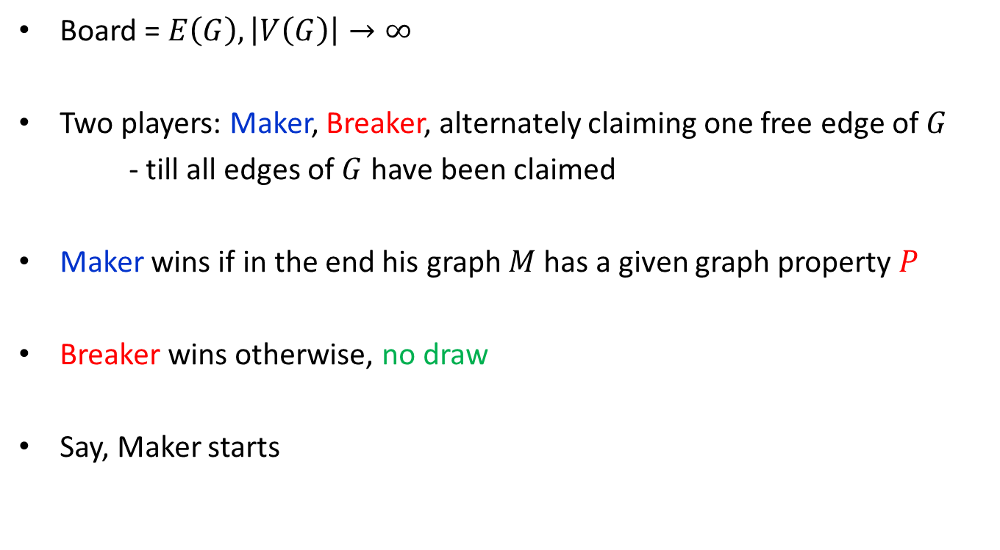 • Board = E(G), |V(G)| → ∞
• Two players: Maker, Breaker, alternately claiming one free edge of G
- till all edges of G have been claimed
• Maker wins if in the end his graph M has a given graph property P
• Breaker wins otherwise, no draw
• Say, Maker starts